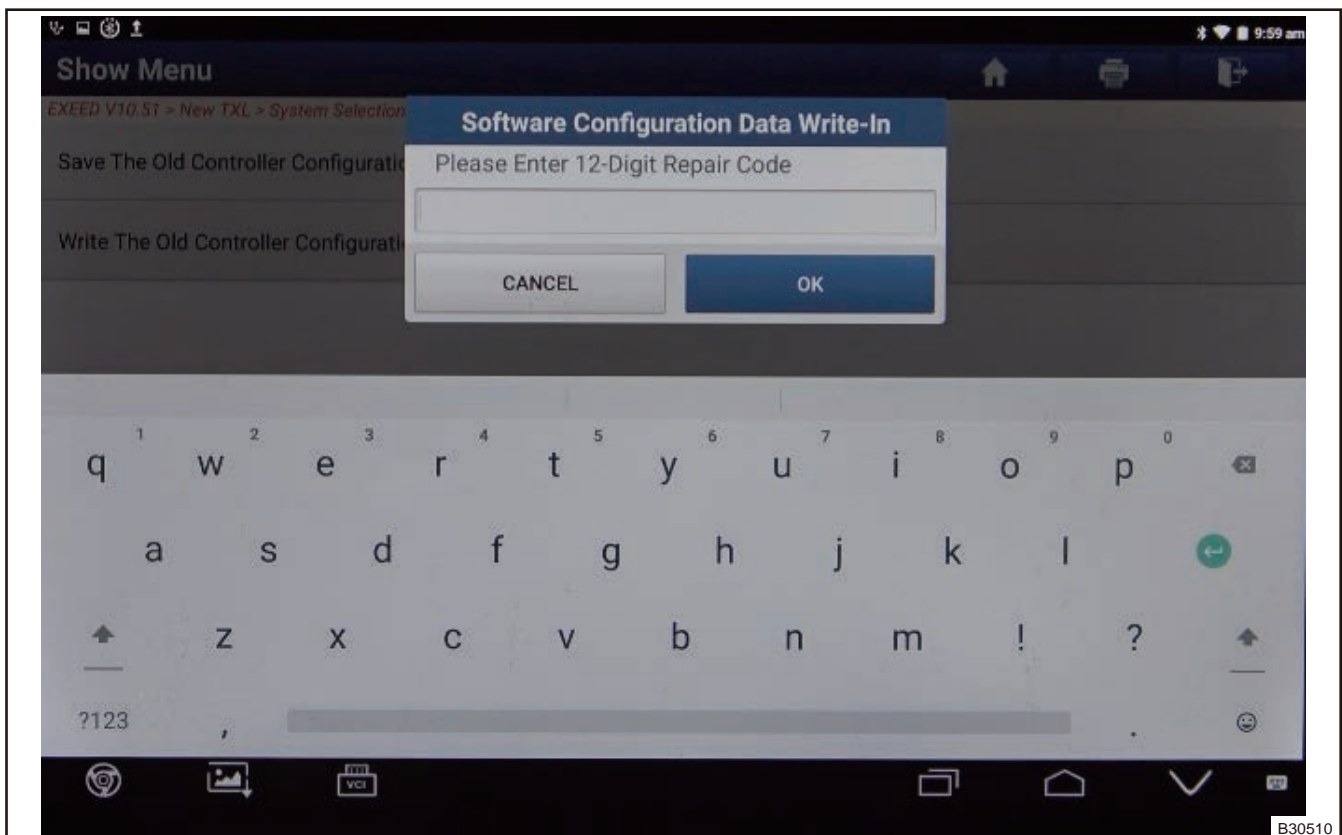 9:59 am
Show Menu
EXEED V10.51 > New TXL > System Selection
Software Configuration Data Write-In
Save The Old Controller Configuratio
Please Enter 12-Digit Repair Code
Write The Old Controller Configurati
CANCEL OK
1 2 3 4 5 6 7 8 9 0
q w e r t y u i o p
a s d f g h j k l
z x c v b n m ! ?
?123 , .
VCI
B30510